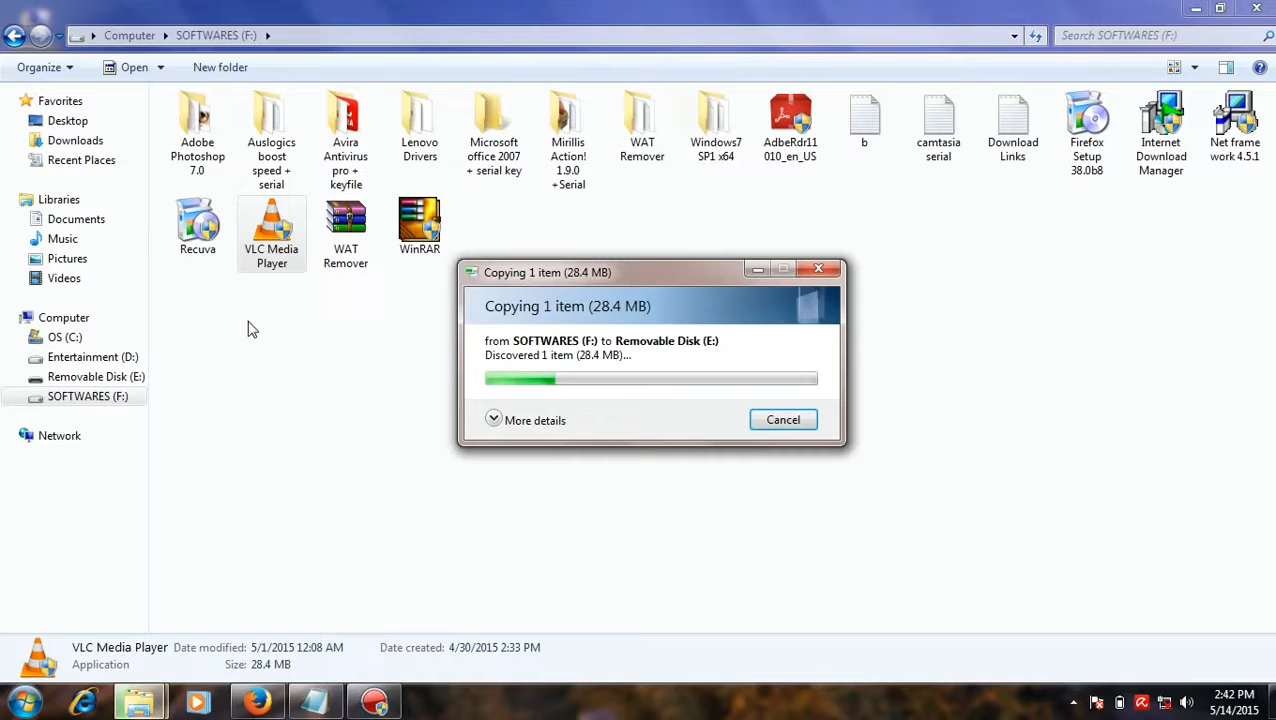 Computer SOFTWARES (F:)
Search SOFTWARES (F:)
Organize Open New folder
Favorites
Desktop
Downloads
Recent Places
Libraries
Documents
Music
Pictures
Videos
Computer
OS (C:)
Entertainment (D:)
Removable Disk (E:)
SOFTWARES (F:)
Network
Adobe
Photoshop
7.0
Auslogics
boost
speed +
serial
Avira
Antivirus
pro +
keyfile
Lenovo
Drivers
Microsoft
office 2007
+ serial key
Mirillis
Action!
1.9.0
+Serial
WAT
Remover
Windows7
SP1 x64
AdbeRdr11
010_en_US
b
camtasia
serial
Download
Links
Firefox
Setup
38.0b8
Internet
Download
Manager
Net frame
work 4.5.1
Recuva
VLC Media
Player
WAT
Remover
WinRAR
Copying 1 item (28.4 MB)
Copying 1 item (28.4 MB)
from SOFTWARES (F:) to Removable Disk (E:)
Discovered 1 item (28.4 MB)...
More details
Cancel
VLC Media Player Date modified: 5/1/2015 12:08 AM Date created: 4/30/2015 2:33 PM
Application Size: 28.4 MB
2:42 PM
5/14/2015